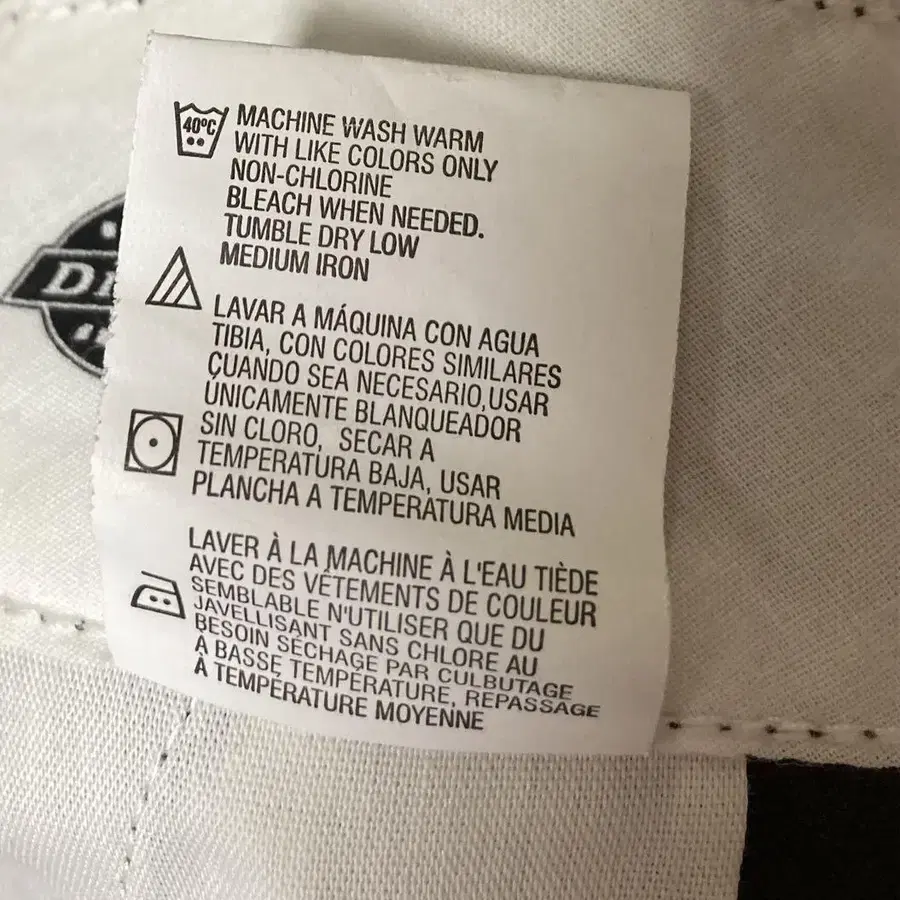 40°C
MACHINE WASH WARM
WITH LIKE COLORS ONLY
NON-CHLORINE
BLEACH WHEN NEEDED.
TUMBLE DRY LOW
MEDIUM IRON
LAVAR A MÁQUINA CON AGUA
TIBIA, CON COLORES SIMILARES
CUANDO SEA NECESARIO,USAR
ÚNICAMENTE BLANQUEADOR
SIN CLORO, SECAR A
TEMPERATURA BAJA, USAR
PLANCHA A TEMPERATURA MEDIA
LAVER À LA MACHINE À L'EAU TIÈDE
AVEC DES VÊTEMENTS DE COULEUR
SEMBLABLE N'UTILISER QUE DU
JAVELLISANT SANS CHLORE AU
BESOIN SÉCHAGE PAR CULBUTAGE
À BASSE TEMPÉRATURE, REPASSAGE
À TEMPÉRATURE MOYENNE